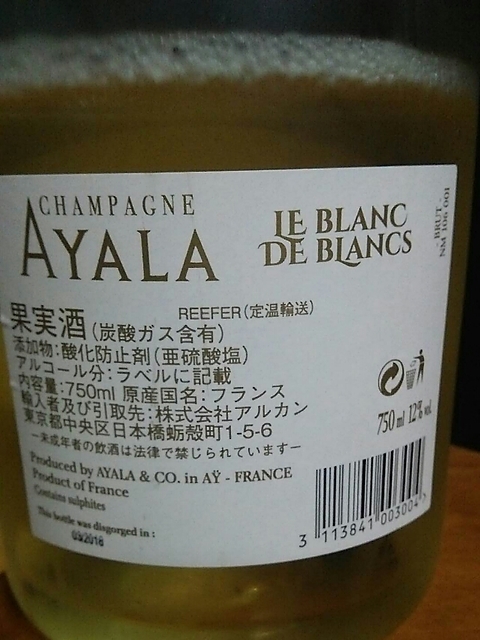 CHAMPAGNE
AYALA
LE BLANC
DE BLANCS
BRUT -
NM 106 001
REEFER(定温輸送)
果実酒(炭酸ガス含有)
添加物:酸化防止剤(亜硫酸塩)
アルコール分:ラベルに記載
内容量:750ml 原産国名:フランス
輸入者及び引取先:株式会社アルカン
東京都中央区日本橋蛎殻町1-5-6
ー未成年者の飲酒は法律で禁じられていますー
750 ml 12% vol.
Produced by AYALA & CO. in AŸ - FRANCE
Product of France
Contains sulphites
This bottle was disgorged in :
03/2016
3 113841 003004